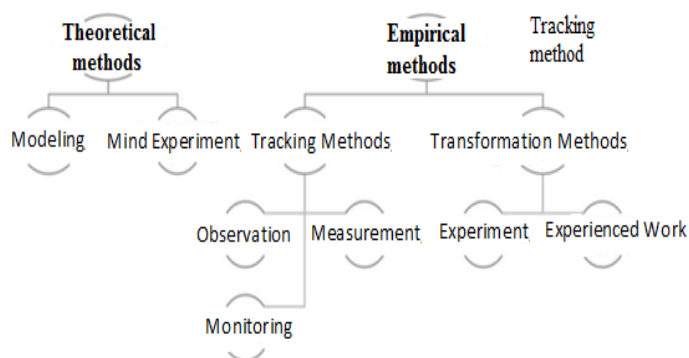 Theoretical
methods
Empirical
methods
Tracking
method
Modeling
Mind Experiment
Tracking Methods
Transformation Methods
Observation
Measurement
Experiment
Experienced Work
Monitoring